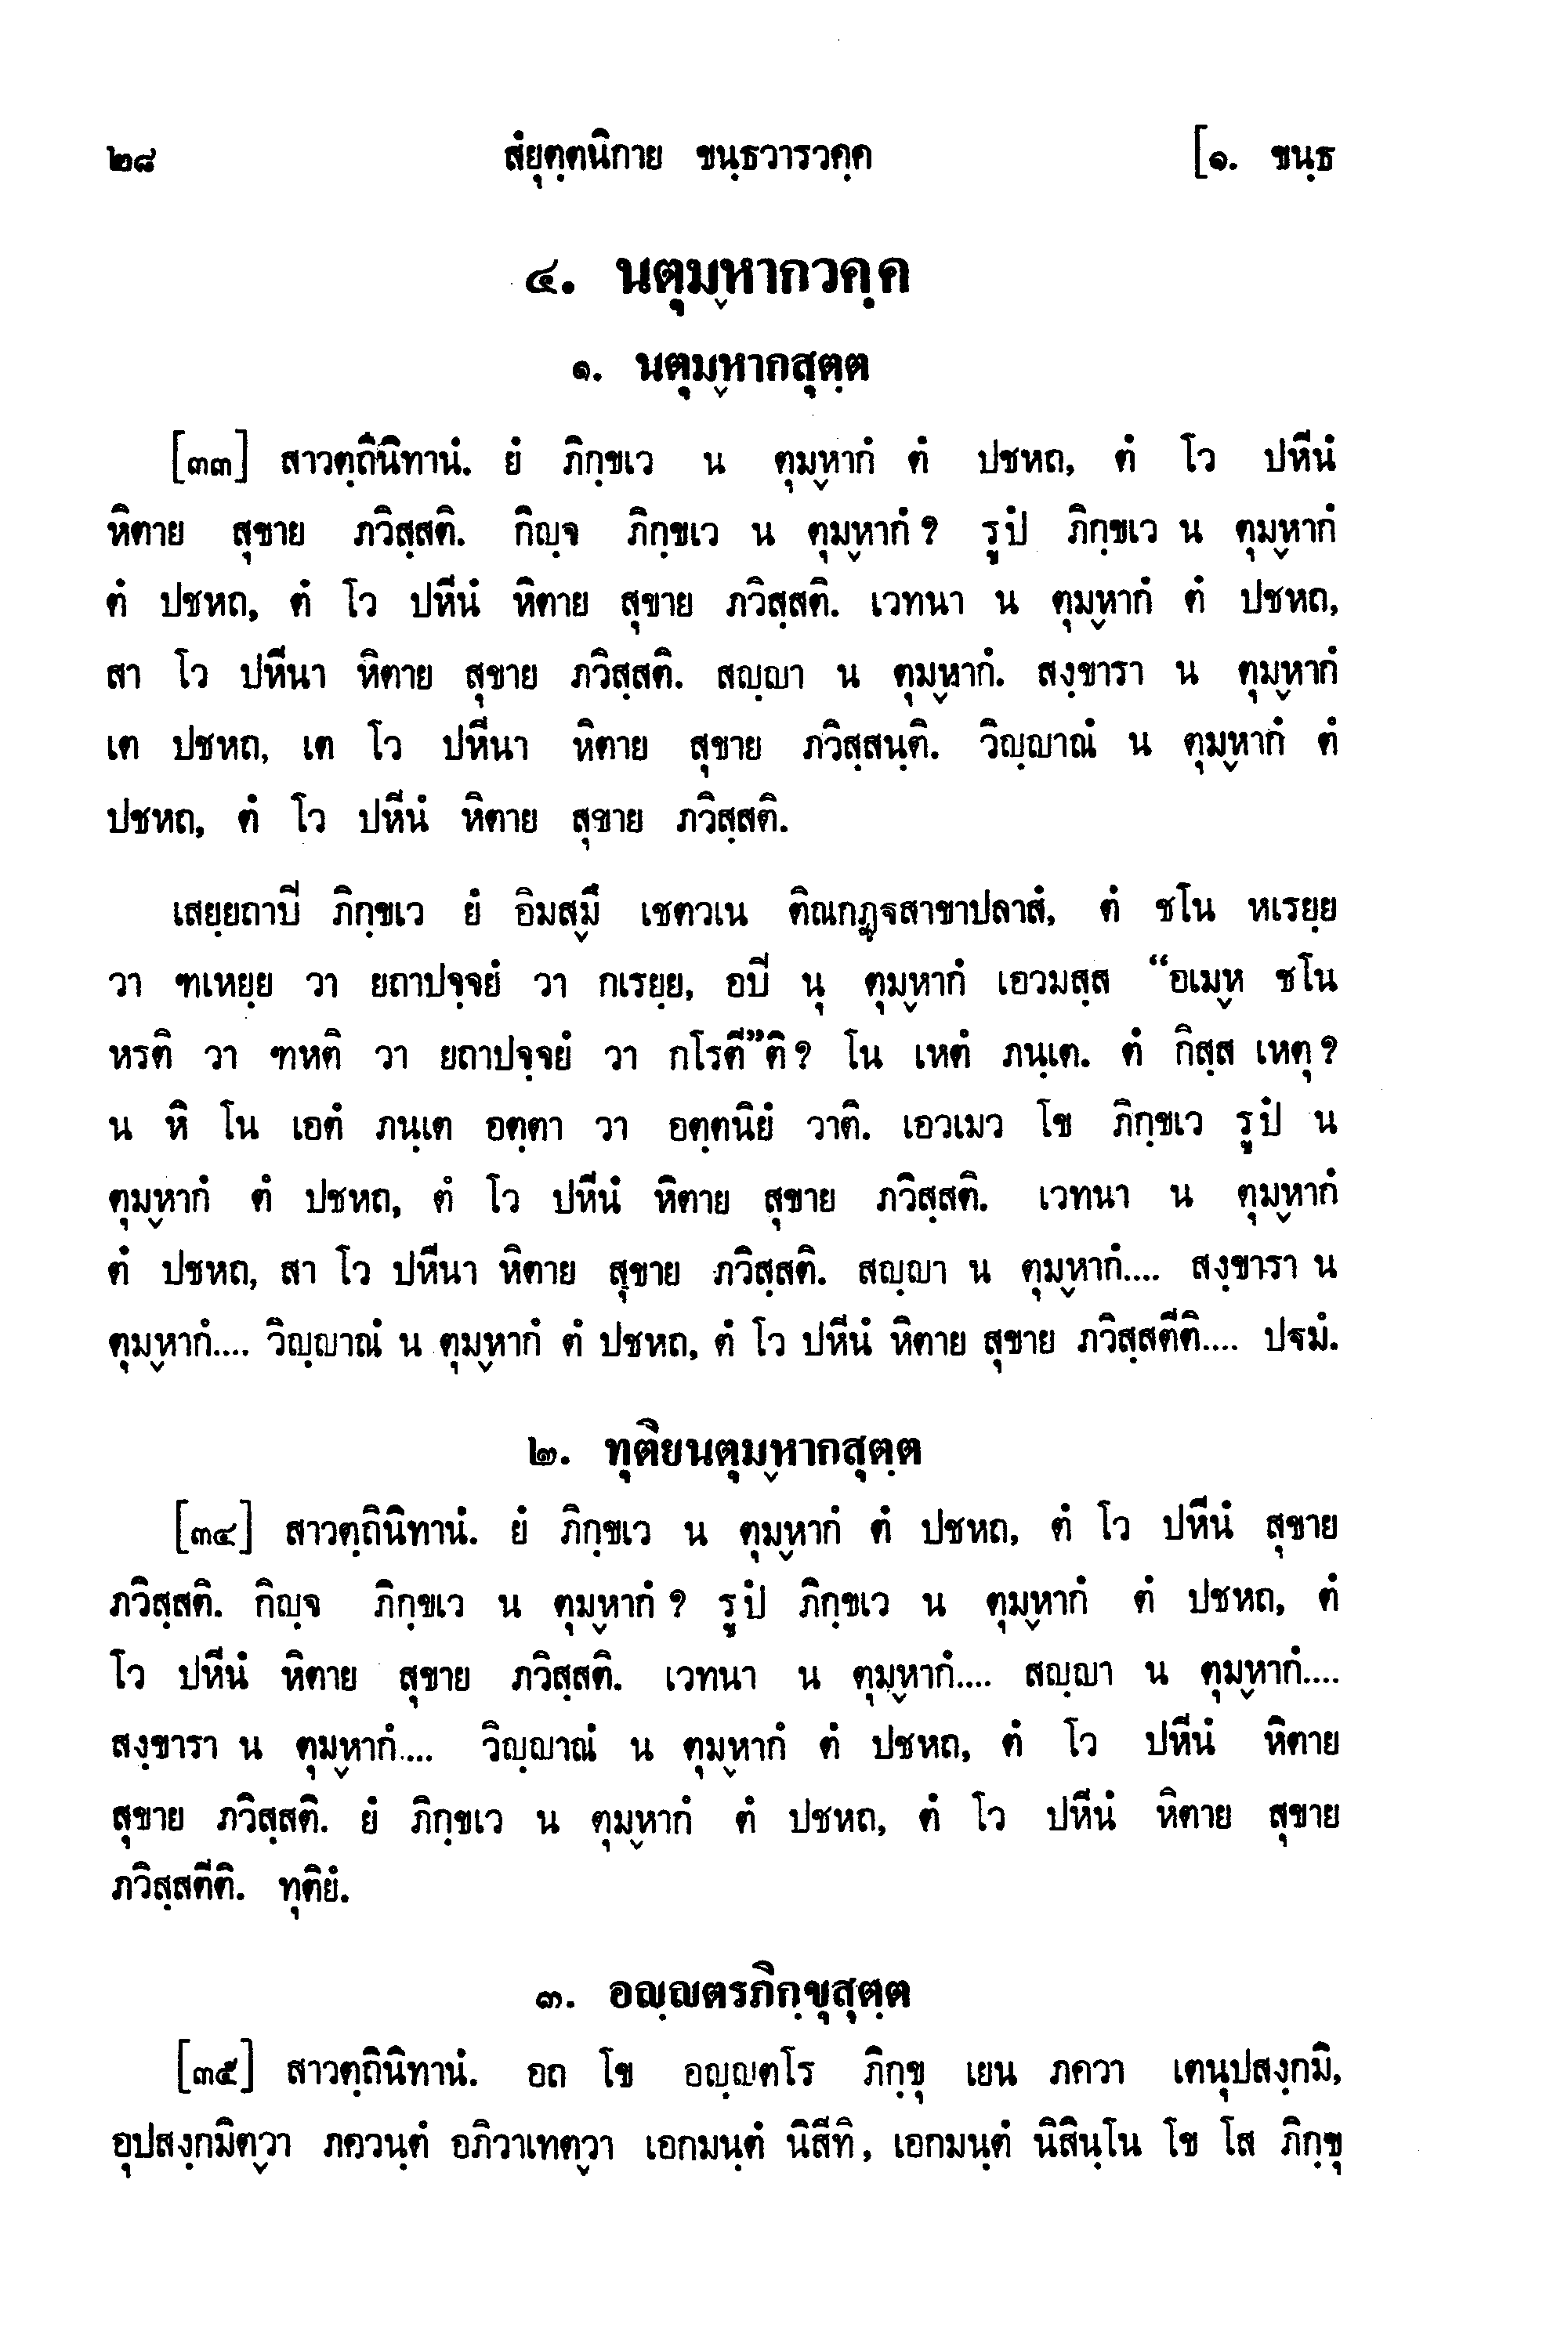 ๒๘ สํยุตฺตนิกาย ขนฺธวารวคฺค [๑. ขนฺธ
๔. นตุมฺหากวคฺค
๑. นตุมฺหากสุตฺต
[๓๓] สาวตฺถินิทานํ. ยํ ภิกฺขเว น ตุมฺหากํ ตํ ปชหถ, ตํ โว ปหีนํ
หิตาย สุขาย ภวิสฺสติ. กิญฺจ ภิกฺขเว น ตุมฺหากํ ? รูปํ ภิกฺขเว น ตุมฺหากํ
ตํ ปชหถ, ตํ โว ปหีนํ หิตาย สุขาย ภวิสฺสติ. เวทนา น ตุมฺหากํ ตํ ปชหถ,
สา โว ปหีนา หิตาย สุขาย ภวิสฺสติ. สญฺญา น ตุมฺหากํ. สงฺขารา น ตุมฺหากํ
เต ปชหถ, เต โว ปหีนา หิตาย สุขาย ภวิสฺสนฺติ. วิญฺญาณํ น ตุมฺหากํ ตํ
ปชหถ, ตํ โว ปหีนํ หิตาย สุขาย ภวิสฺสติ.
เสยฺยถาปิ ภิกฺขเว ยํ อิมสฺมึ เชตวเน ติณกฏฺฐสาขาปลาสํ, ตํ ชโน หเรยฺย
วา ฑเหยฺย วา ยถาปจฺจยํ วา กเรยฺย, อปิ นุ ตุมฺหากํ เอวมสฺส “อเมฺห ชโน
หรติ วา ฑหติ วา ยถาปจฺจยํ วา กโรตี”ติ ? โน เหตํ ภนฺเต. ตํ กิสฺส เหตุ ?
น หิ โน เอตํ ภนฺเต อตฺตา วา อตฺตนิยํ วาติ. เอวเมว โข ภิกฺขเว รูปํ น
ตุมฺหากํ ตํ ปชหถ, ตํ โว ปหีนํ หิตาย สุขาย ภวิสฺสติ. เวทนา น ตุมฺหากํ
ตํ ปชหถ, สา โว ปหีนา หิตาย สุขาย ภวิสฺสติ. สญฺญา น ตุมฺหากํ.... สงฺขารา น
ตุมฺหากํ.... วิญฺญาณํ น ตุมฺหากํ ตํ ปชหถ, ตํ โว ปหีนํ หิตาย สุขาย ภวิสฺสตีติ.... ปฐมํ.
๒. ทุติยนตุมฺหากสุตฺต
[๓๔] สาวตฺถินิทานํ. ยํ ภิกฺขเว น ตุมฺหากํ ตํ ปชหถ, ตํ โว ปหีนํ สุขาย
ภวิสฺสติ. กิญฺจ ภิกฺขเว น ตุมฺหากํ ? รูปํ ภิกฺขเว น ตุมฺหากํ ตํ ปชหถ, ตํ
โว ปหีนํ หิตาย สุขาย ภวิสฺสติ. เวทนา น ตุมฺหากํ.... สญฺญา น ตุมฺหากํ....
สงฺขารา น ตุมฺหากํ.... วิญฺญาณํ น ตุมฺหากํ ตํ ปชหถ, ตํ โว ปหีนํ หิตาย
สุขาย ภวิสฺสติ. ยํ ภิกฺขเว น ตุมฺหากํ ตํ ปชหถ, ตํ โว ปหีนํ หิตาย สุขาย
ภวิสฺสตีติ. ทุติยํ.
๓. อญฺญตรภิกฺขุสุตฺต
[๓๕] สาวตฺถินิทานํ. อถ โข อญฺญตโร ภิกฺขุ เยน ภควา เตนุปสงฺกมิ,
อุปสงฺกมิตฺวา ภควนฺตํ อภิวาเทตฺวา เอกมนฺตํ นิสีทิ, เอกมนฺตํ นิสินฺโน โข โส ภิกฺขุ